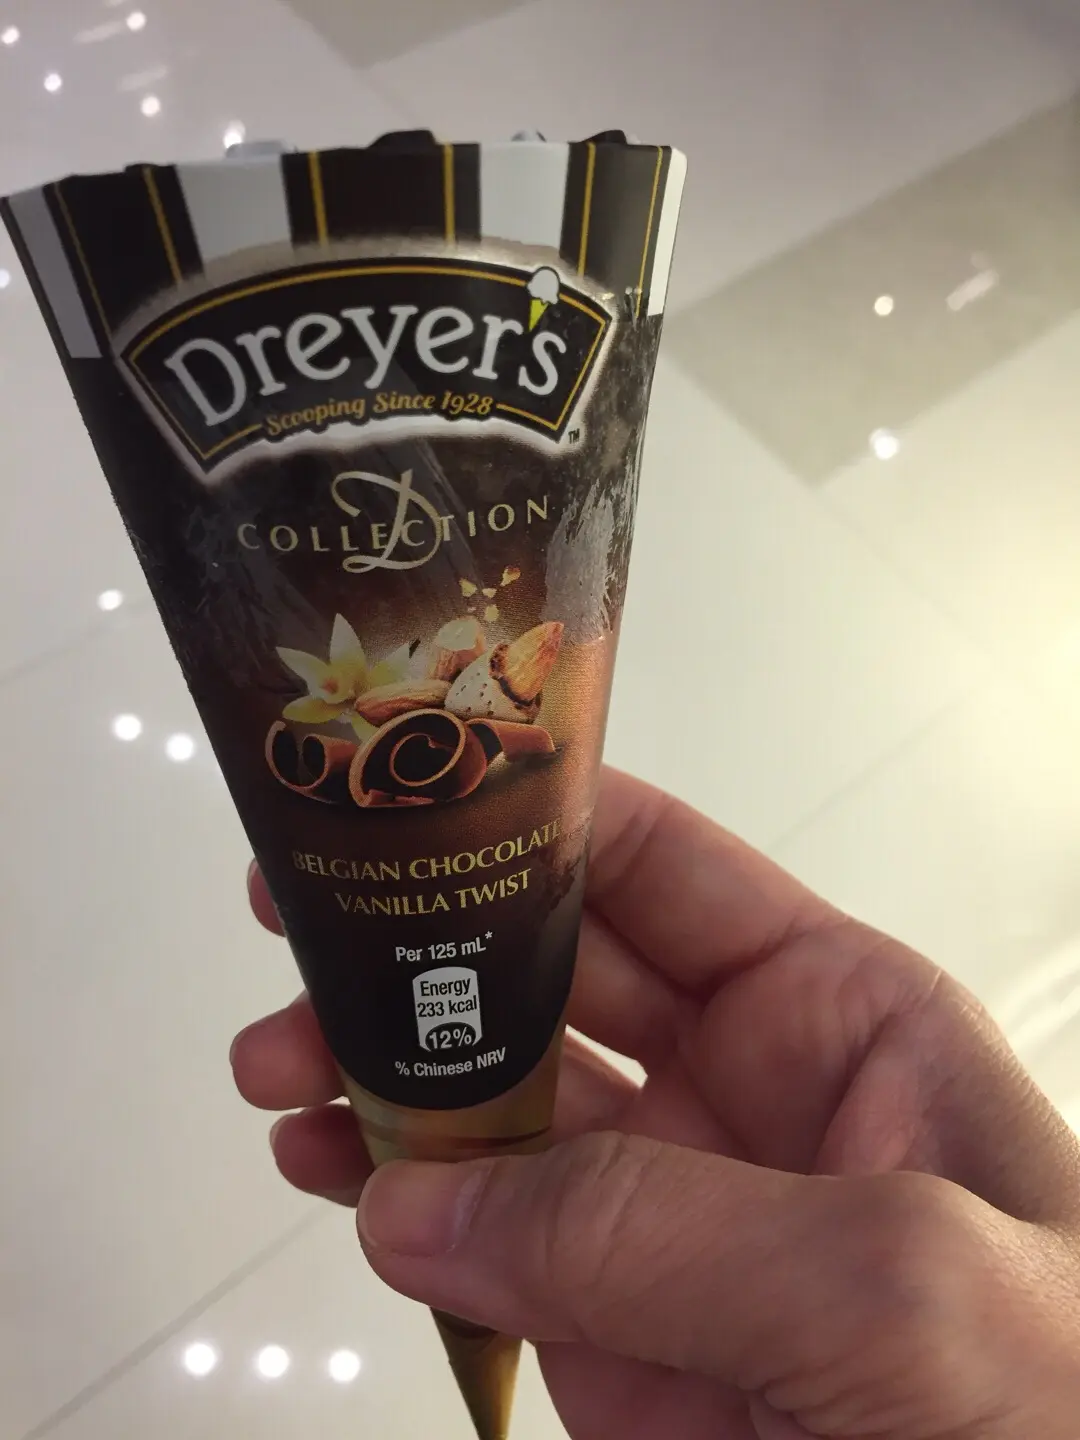 Dreyer's
Scooping Since 1928
TM
D
COLLECTION
BELGIAN CHOCOLATE
VANILLA TWIST
Per 125 mL*
Energy
233 kcal
12%
% Chinese NRV